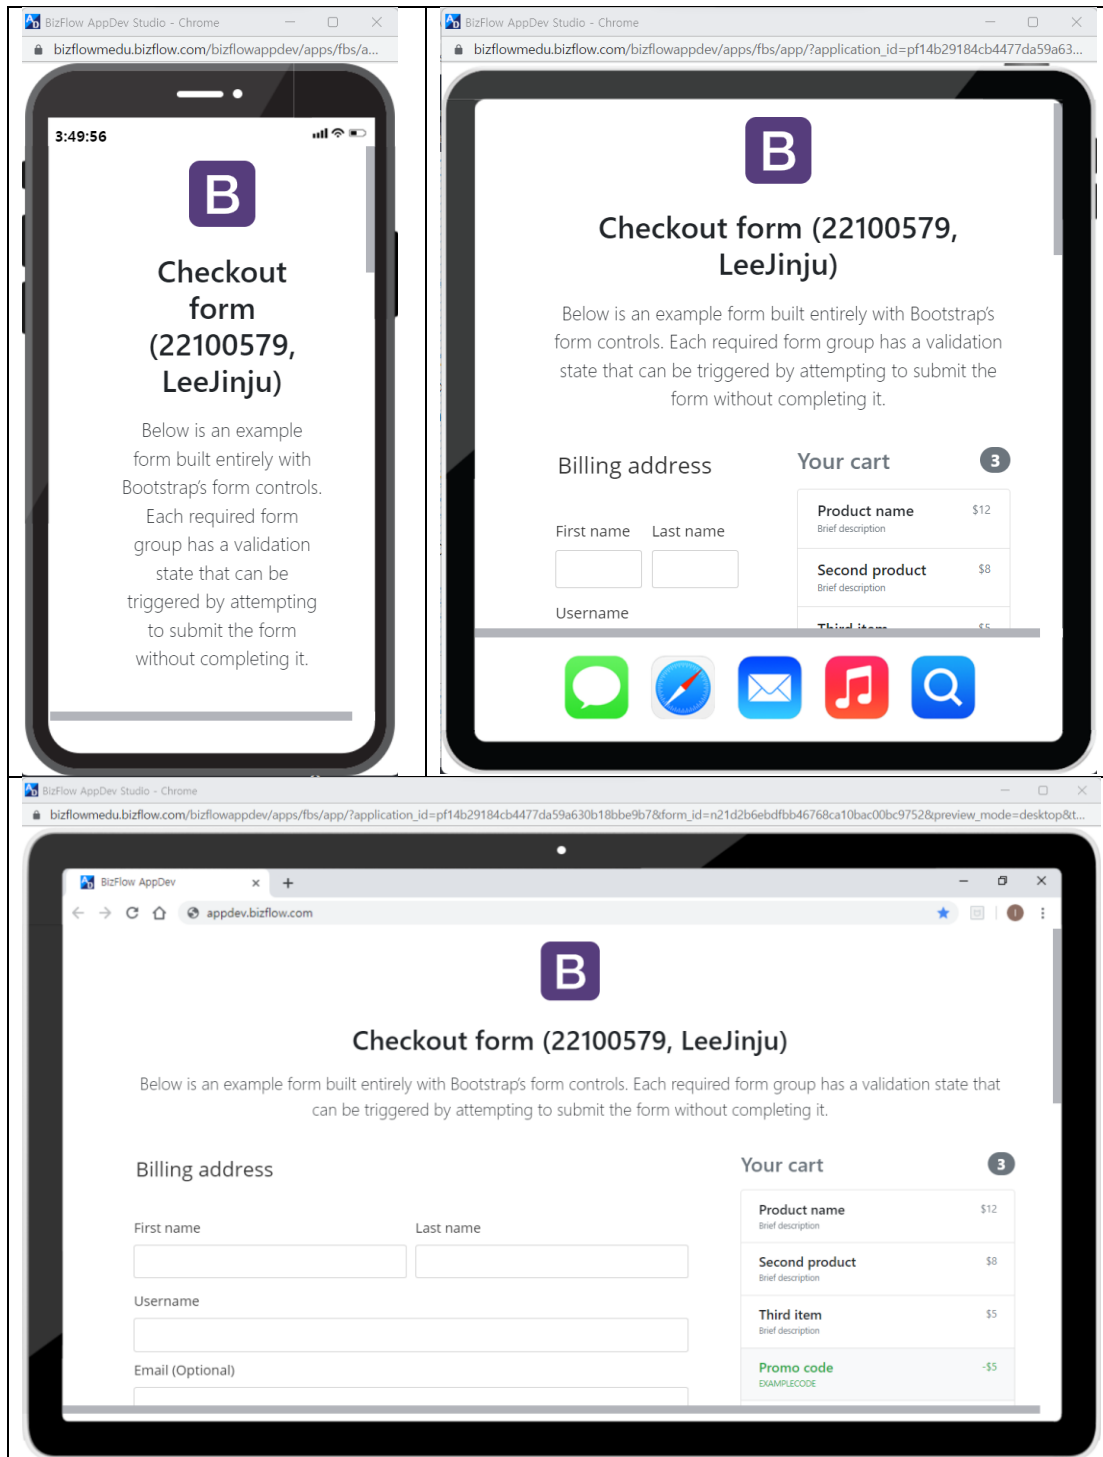 BizFlow AppDev Studio - Chrome
bizflowmedu.bizflow.com/bizflowappdev/apps/fbs/a...
3:49:56
B
Checkout
form
(22100579,
LeeJinju)
Below is an example
form built entirely with
Bootstrap's form controls.
Each required form
group has a validation
state that can be
triggered by attempting
to submit the form
without completing it.
BizFlow AppDev Studio - Chrome
bizflowmedu.bizflow.com/bizflowappdev/apps/fbs/app/?application_id=pf14b29184cb4477da59a63...
B
Checkout form (22100579,
LeeJinju)
Below is an example form built entirely with Bootstrap's
form controls. Each required form group has a validation
state that can be triggered by attempting to submit the
form without completing it.
Billing address
First name Last name
Username
Your cart 3
Product name $12
Brief description
Second product $8
Brief description
Third item $5
BizFlow AppDev Studio - Chrome
bizflowmedu.bizflow.com/bizflowappdev/apps/fbs/app/?application_id=pf14b29184cb4477da59a630b18bbe9b7&form_id=n21d2b6ebdfbb46768ca10bac00bc9752&preview_mode=desktop&t...
BizFlow AppDev
appdev.bizflow.com
B
Checkout form (22100579, LeeJinju)
Below is an example form built entirely with Bootstrap's form controls. Each required form group has a validation state that
can be triggered by attempting to submit the form without completing it.
Billing address
First name Last name
Username
Email (Optional)
Your cart 3
Product name $12
Brief description
Second product $8
Brief description
Third item $5
Brief description
Promo code -$5
EXAMPLECODE